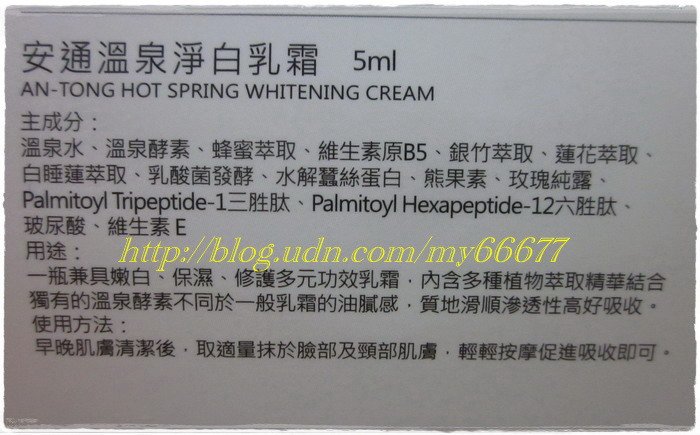 安通溫泉淨白乳霜 5ml
AN-TONG HOT SPRING WHITENING CREAM
主成分：
溫泉水、溫泉酵素、蜂蜜萃取、維生素原B5、銀竹萃取、蓮花萃取、
白睡蓮萃取、乳酸菌發酵、水解蠶絲蛋白、熊果素、玫瑰純露、
Palmitoyl Tripeptide-1三胜肽、Palmitoyl Hexapeptide-12六胜肽、
玻尿酸、維生素E
用途：
http://blog.udn.com/my66677
一瓶兼具嫩白、保濕、修護多元功效乳霜，內含多種植物萃取精華結合
獨有的溫泉酵素不同於一般乳霜的油膩感，質地滑順滲透性高好吸收。
使用方法：
早晚肌膚清潔後，取適量抹於臉部及頸部肌膚，輕輕按摩促進吸收即可。